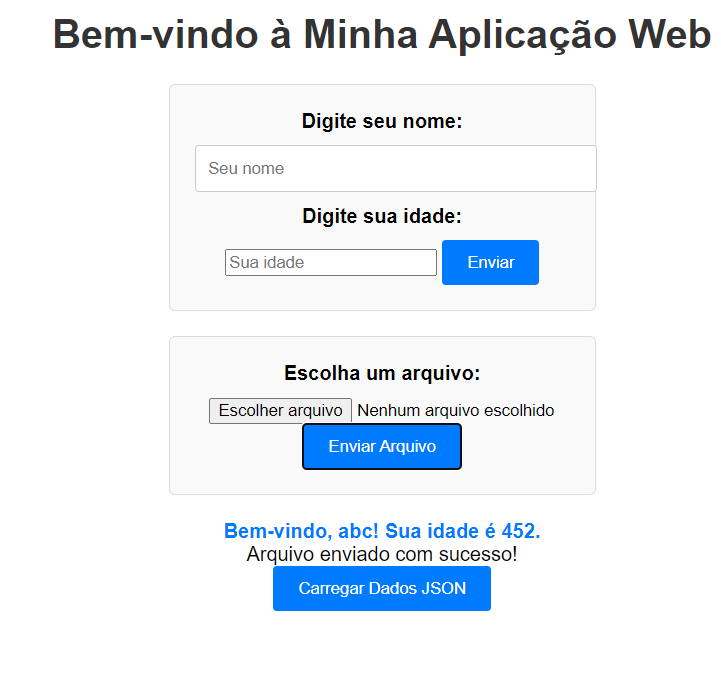 Bem-vindo à Minha Aplicação Web
Digite seu nome:
Seu nome
Digite sua idade:
Sua idade Enviar
Escolha um arquivo:
Escolher arquivo Nenhum arquivo escolhido
Enviar Arquivo
Bem-vindo, abc! Sua idade é 452.
Arquivo enviado com sucesso!
Carregar Dados JSON